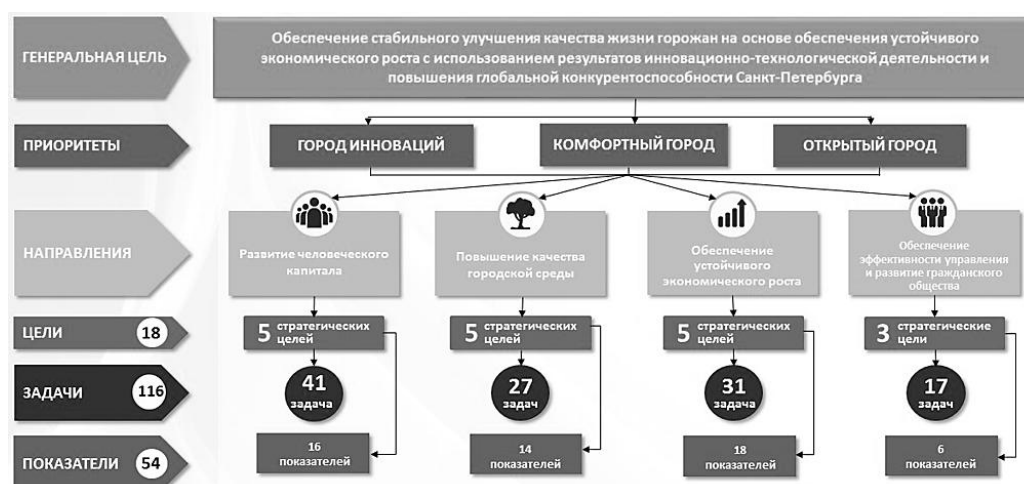 ГЕНЕРАЛЬНАЯ ЦЕЛЬ
Обеспечение стабильного улучшения качества жизни горожан на основе обеспечения устойчивого
экономического роста с использованием результатов инновационно-технологической деятельности и
повышения глобальной конкурентоспособности Санкт-Петербурга
ПРИОРИТЕТЫ
ГОРОД ИННОВАЦИЙ
КОМФОРТНЫЙ ГОРОД
ОТКРЫТЫЙ ГОРОД
НАПРАВЛЕНИЯ
Развитие человеческого
капитала
Повышение качества
городской среды
Обеспечение
устойчивого
экономического роста
Обеспечение
эффективности управления
и развитие гражданского
общества
ЦЕЛИ 18
5 стратегических
целей
5 стратегических
целей
5 стратегических
целей
3 стратегические
цели
ЗАДАЧИ 116
41
задача
27
задач
31
задача
17
задач
ПОКАЗАТЕЛИ 54
16
показателей
14
показателей
18
показателей
6
показателей